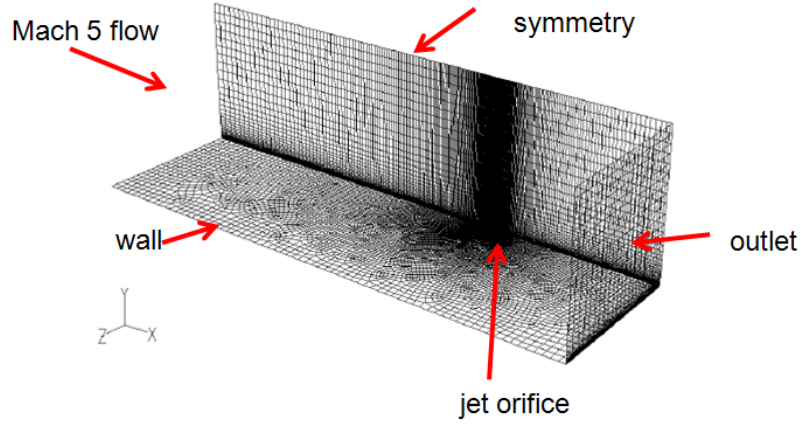 Mach 5 flow
symmetry
wall
outlet
jet orifice
Y
Z
X